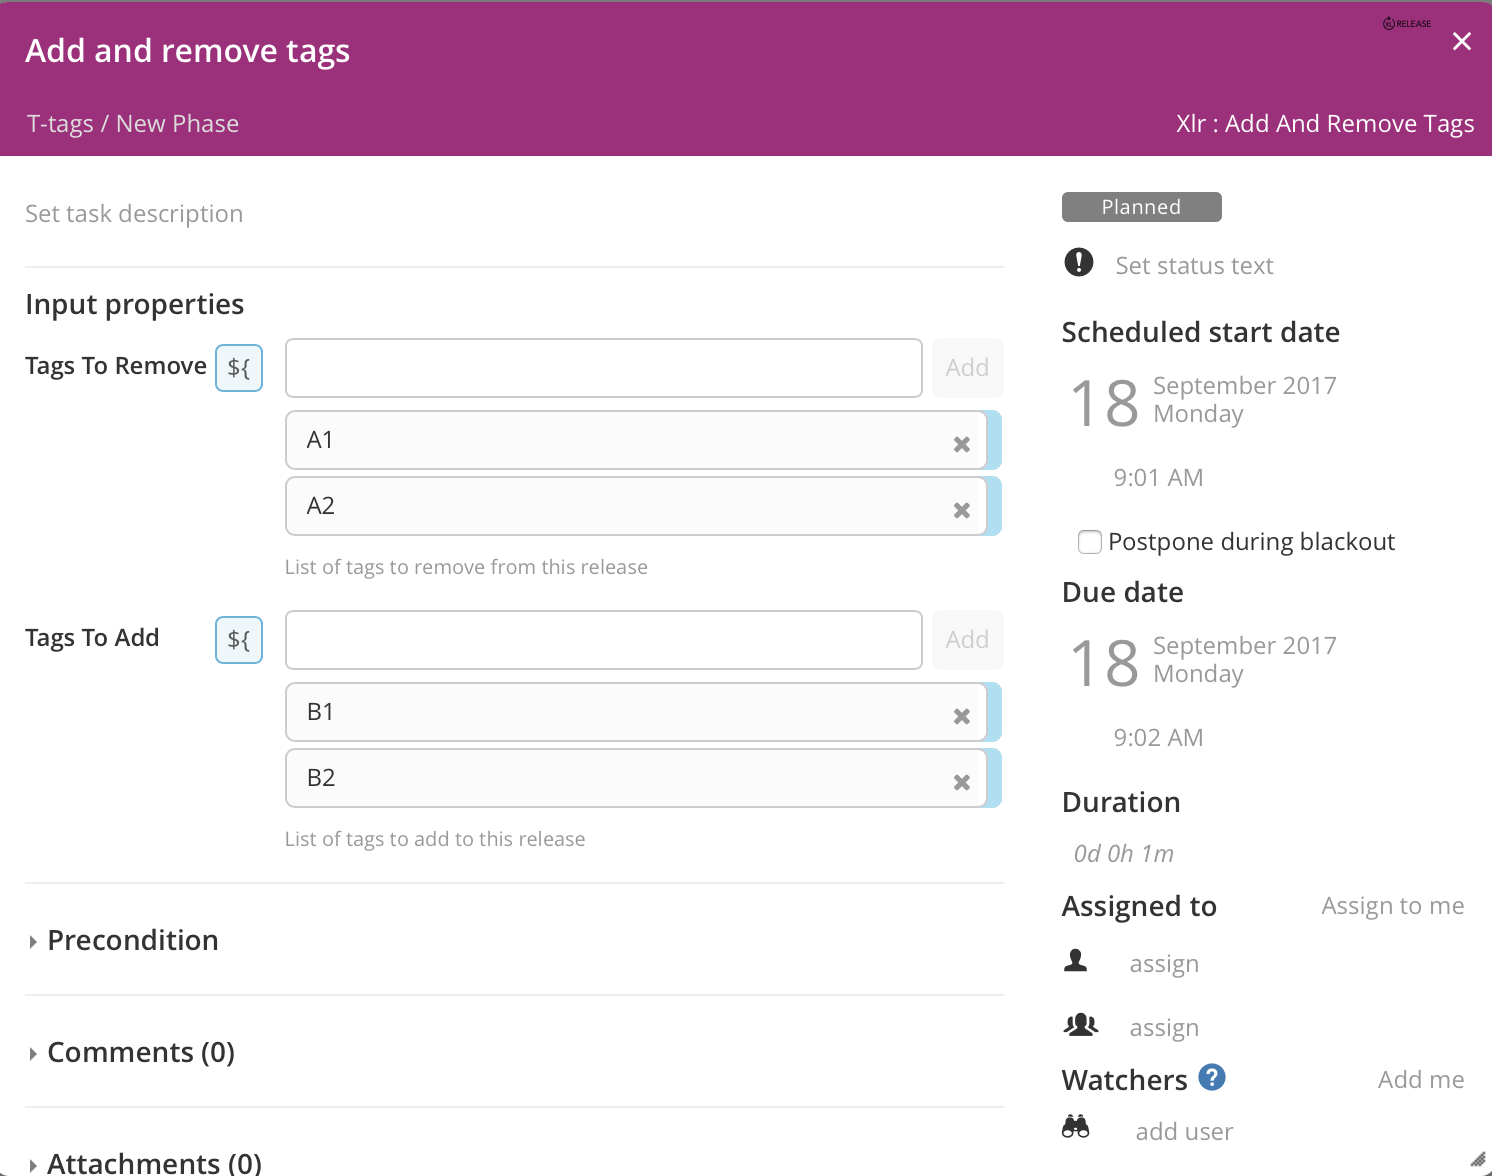 RELEASE
Add and remove tags
T-tags / New Phase
Xlr : Add And Remove Tags
Set task description
Input properties
Tags To Remove
${
Add
A1
A2
List of tags to remove from this release
Tags To Add
${
Add
B1
B2
List of tags to add to this release
Precondition
Comments (0)
Attachments (0)
Planned
Set status text
Scheduled start date
18
September 2017
Monday
9:01 AM
Postpone during blackout
Due date
18
September 2017
Monday
9:02 AM
Duration
0d 0h 1m
Assigned to
Assign to me
assign
assign
Watchers ?
Add me
add user